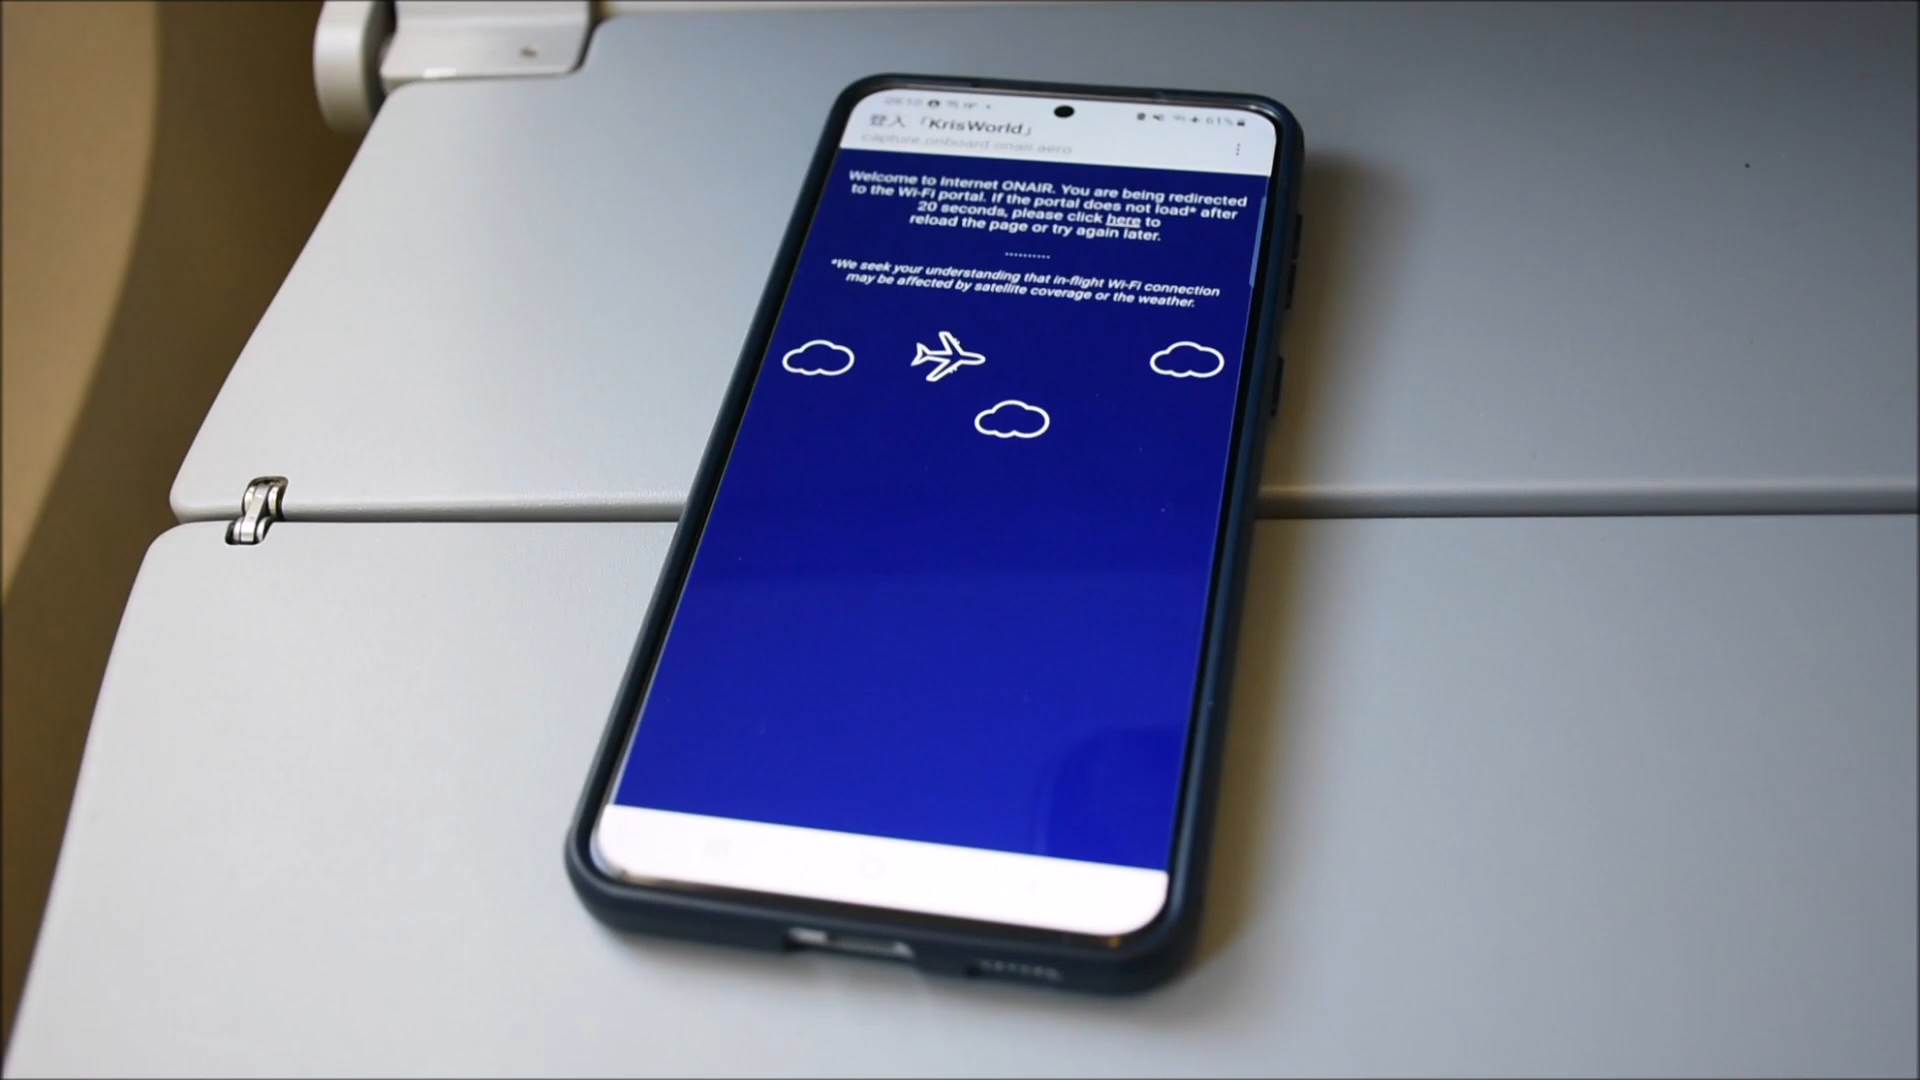 61%
登入「KrisWorld」
capture.onboard.onair.aero
Welcome to Internet ONAIR. You are being redirected
to the Wi-Fi portal. If the portal does not load* after
20 seconds, please click here to
reload the page or try again later.
..........
*We seek your understanding that in-flight Wi-Fi connection
may be affected by satellite coverage or the weather.